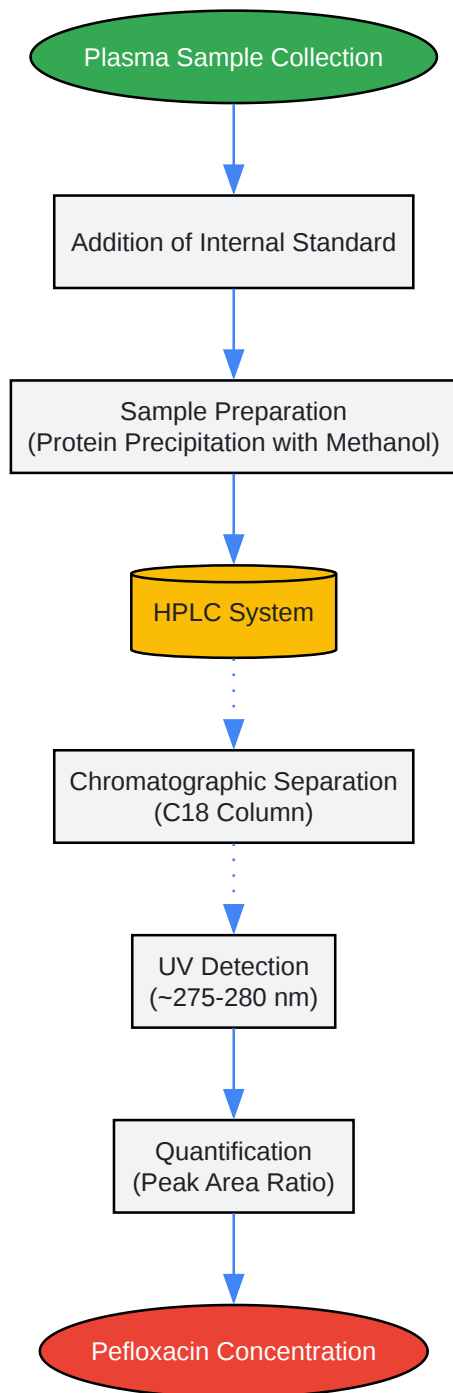 Plasma Sample Collection
Addition of Internal Standard
Sample Preparation
(Protein Precipitation with Methanol)
HPLC System
Chromatographic Separation
(C18 Column)
UV Detection
(~275-280 nm)
Quantification
(Peak Area Ratio)
Pefloxacin Concentration